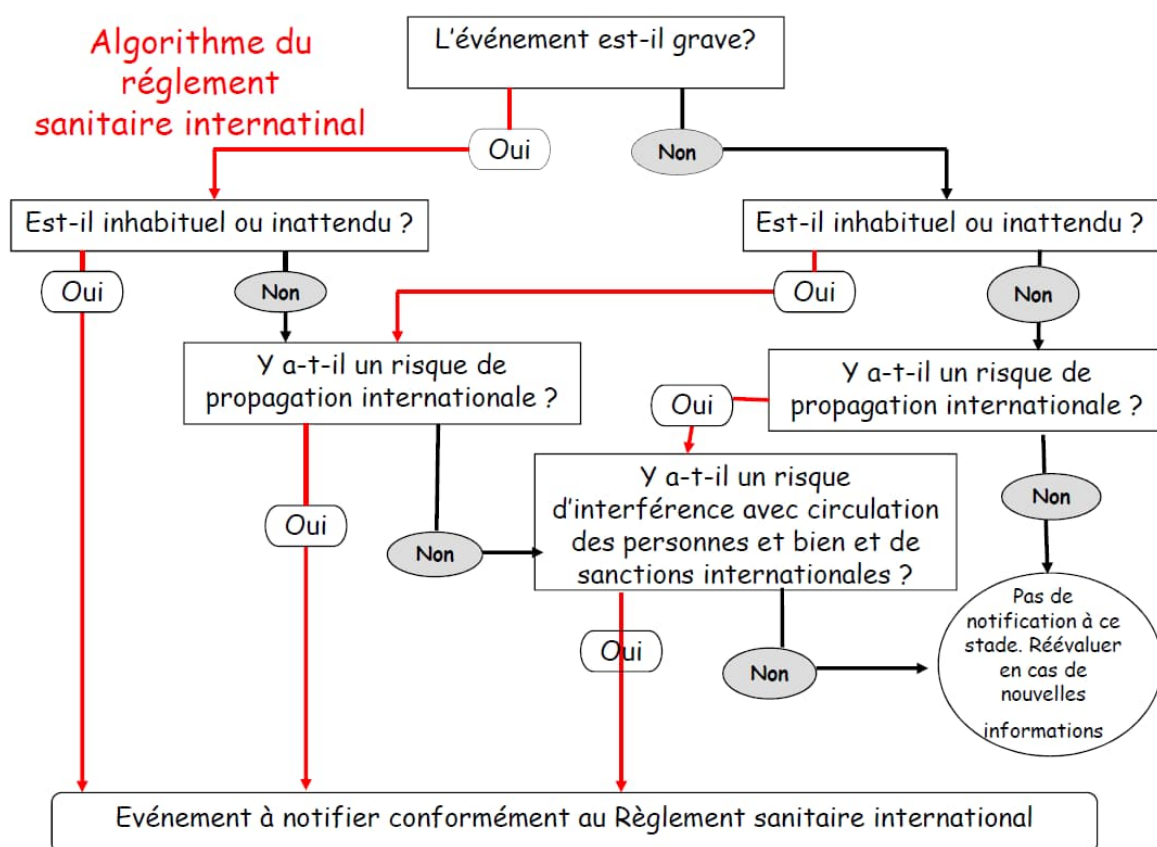 Algorithme du
réglement
sanitaire internatinal
L'événement est-il grave?
Oui
Non
Est-il inhabituel ou inattendu ?
Est-il inhabituel ou inattendu ?
Oui
Non
Oui
Non
Y a-t-il un risque de
propagation internationale ?
Y a-t-il un risque de
propagation internationale ?
Oui
Y a-t-il un risque
d'interférence avec circulation
des personnes et bien et de
sanctions internationales ?
Oui
Non
Non
Pas de
notification à ce
stade. Réévaluer
en cas de
nouvelles
informations
Oui
Non
Evénement à notifier conformément au Règlement sanitaire international